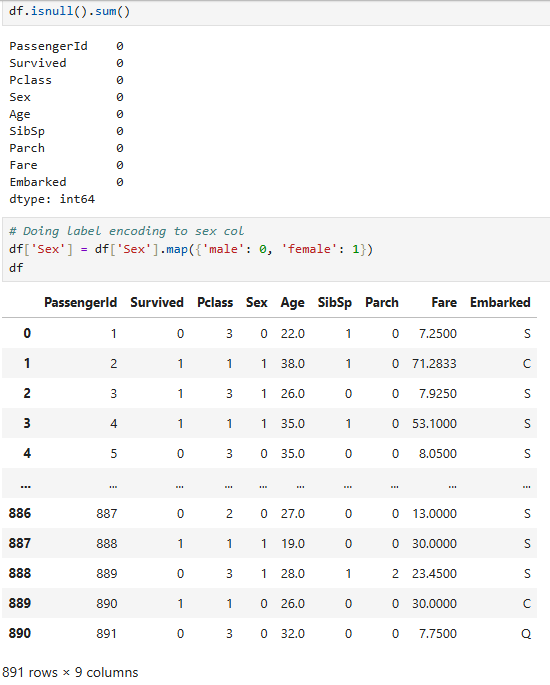 df.isnull().sum()
PassengerId    0
Survived       0
Pclass         0
Sex            0
Age            0
SibSp          0
Parch          0
Fare           0
Embarked       0
dtype: int64
# Doing label encoding to sex col
df['Sex'] = df['Sex'].map({'male': 0, 'female': 1})
df
PassengerId Survived Pclass Sex Age SibSp Parch Fare Embarked
0 1 0 3 0 22.0 1 0 7.2500 S
1 2 1 1 1 38.0 1 0 71.2833 C
2 3 1 3 1 26.0 0 0 7.9250 S
3 4 1 1 1 35.0 1 0 53.1000 S
4 5 0 3 0 35.0 0 0 8.0500 S
... ... ... ... ... ... ... ... ... ...
886 887 0 2 0 27.0 0 0 13.0000 S
887 888 1 1 1 19.0 0 0 30.0000 S
888 889 0 3 1 28.0 1 2 23.4500 S
889 890 1 1 0 26.0 0 0 30.0000 C
890 891 0 3 0 32.0 0 0 7.7500 Q
891 rows × 9 columns